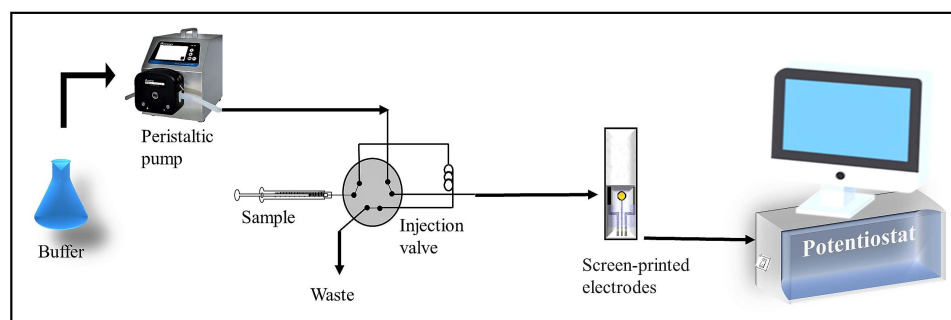 Peristaltic
pump
Buffer
Sample
Injection
valve
Waste
Screen-printed
electrodes
Potentiostat